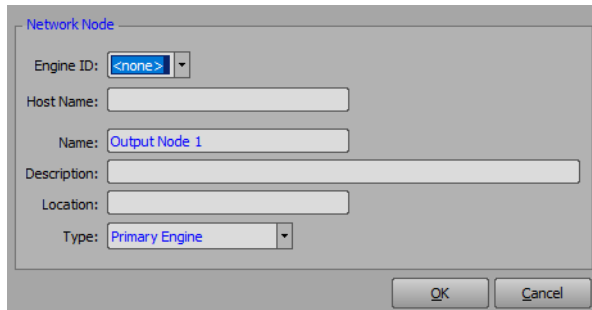 Network Node
Engine ID: <none>
Host Name:
Name: Output Node 1
Description:
Location:
Type: Primary Engine
OK Cancel